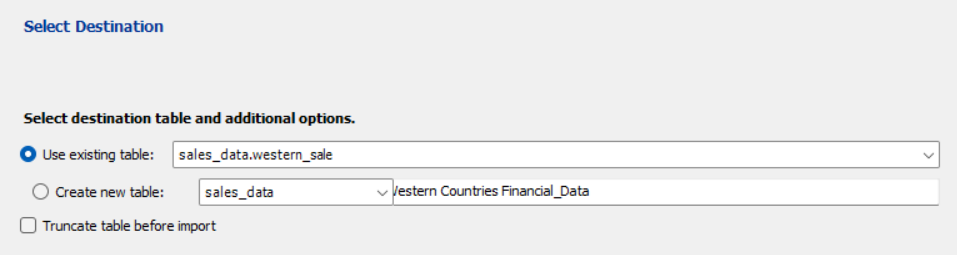 Select Destination
Select destination table and additional options.
Use existing table: sales_data.western_sale
Create new table: sales_data Western Countries Financial_Data
Truncate table before import